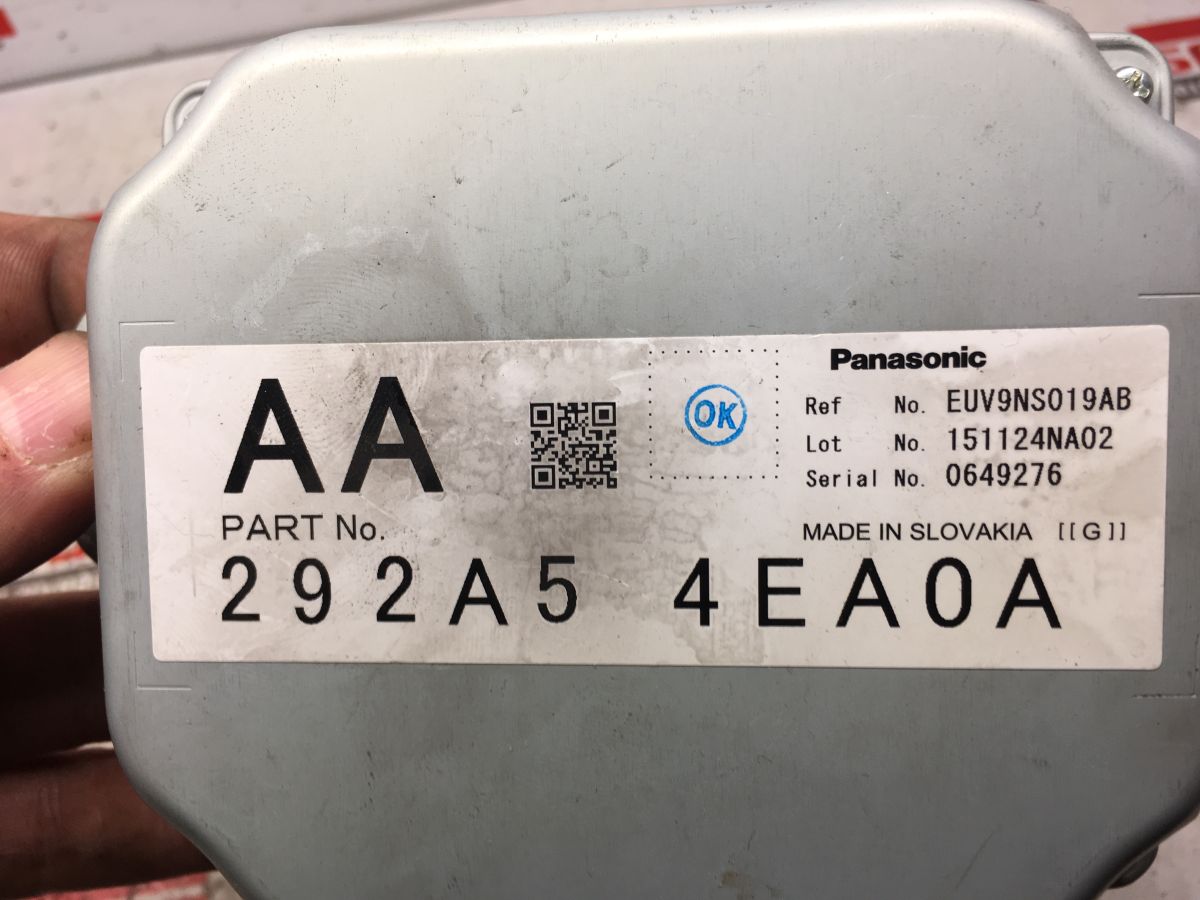 AA
OK
Panasonic
Ref No. EUV9NS019AB
Lot No. 151124NA02
Serial No. 0649276
PART No.
MADE IN SLOVAKIA [[G]]
292A5 4EA0A